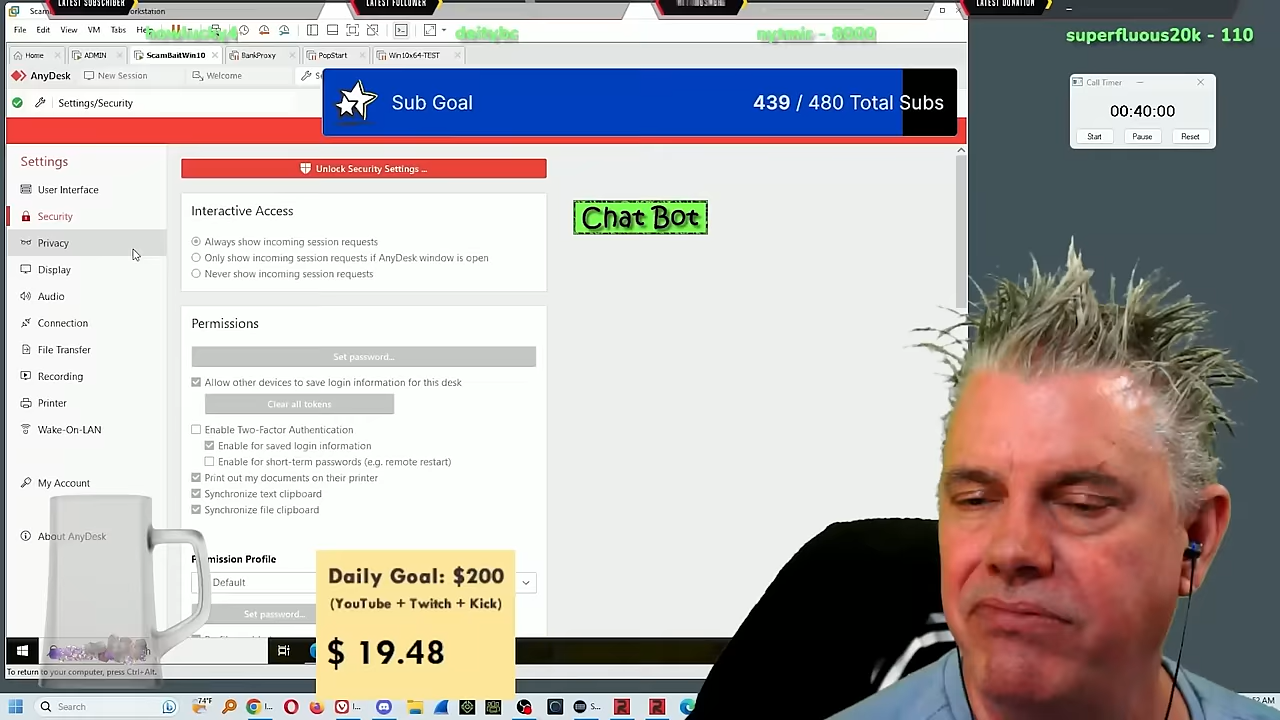 LATEST SUBSCRIBER
LATEST FOLLOWER
LATEST DONATION
Scam
orkstation
File Edit View VM Tabs
superfluous20k - 110
Home ADMIN ScamBaitWin10 BankProxy PopStart Win10x64-TEST
AnyDesk New Session Welcome
Settings/Security
Sub Goal 439 / 480 Total Subs
Call Timer
00:40:00
Start Pause Reset
Settings
User Interface
Security
Privacy
Display
Audio
Connection
File Transfer
Recording
Printer
Wake-On-LAN
My Account
About AnyDesk
Unlock Security Settings ...
Interactive Access
Always show incoming session requests
Only show incoming session requests if AnyDesk window is open
Never show incoming session requests
Permissions
Set password...
Allow other devices to save login information for this desk
Clear all tokens
Enable Two-Factor Authentication
Enable for saved login information
Enable for short-term passwords (e.g. remote restart)
Print out my documents on their printer
Synchronize text clipboard
Synchronize file clipboard
Permission Profile
Default
Set password...
Chat Bot
Daily Goal: $200
(YouTube + Twitch + Kick)
$ 19.48
To return to your computer, press Ctrl+Alt.
Search
74°F